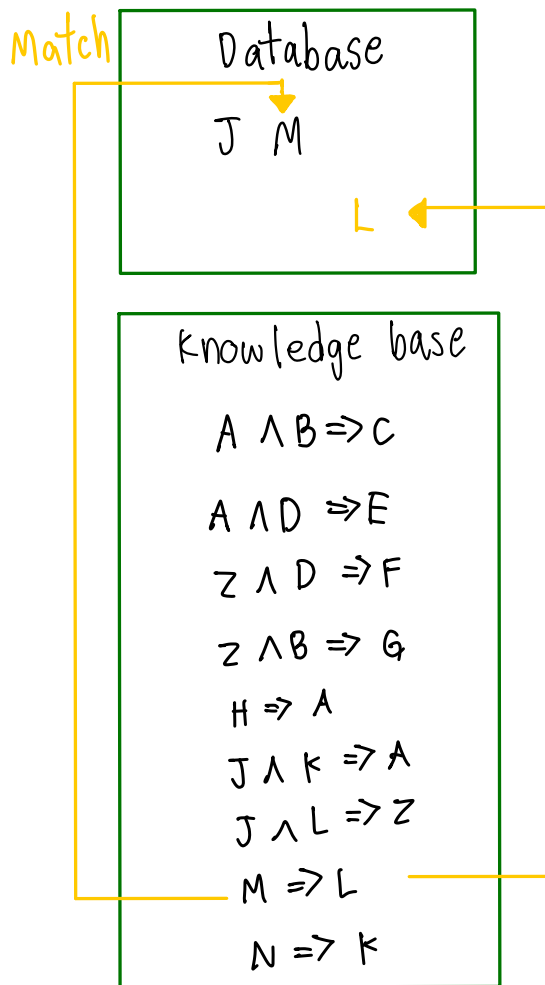 Match
Database
J M
L
Knowledge base
A ∧ B => C
A ∧ D => E
Z ∧ D => F
Z ∧ B => G
H => A
J ∧ K => A
J ∧ L => Z
M => L
N => K